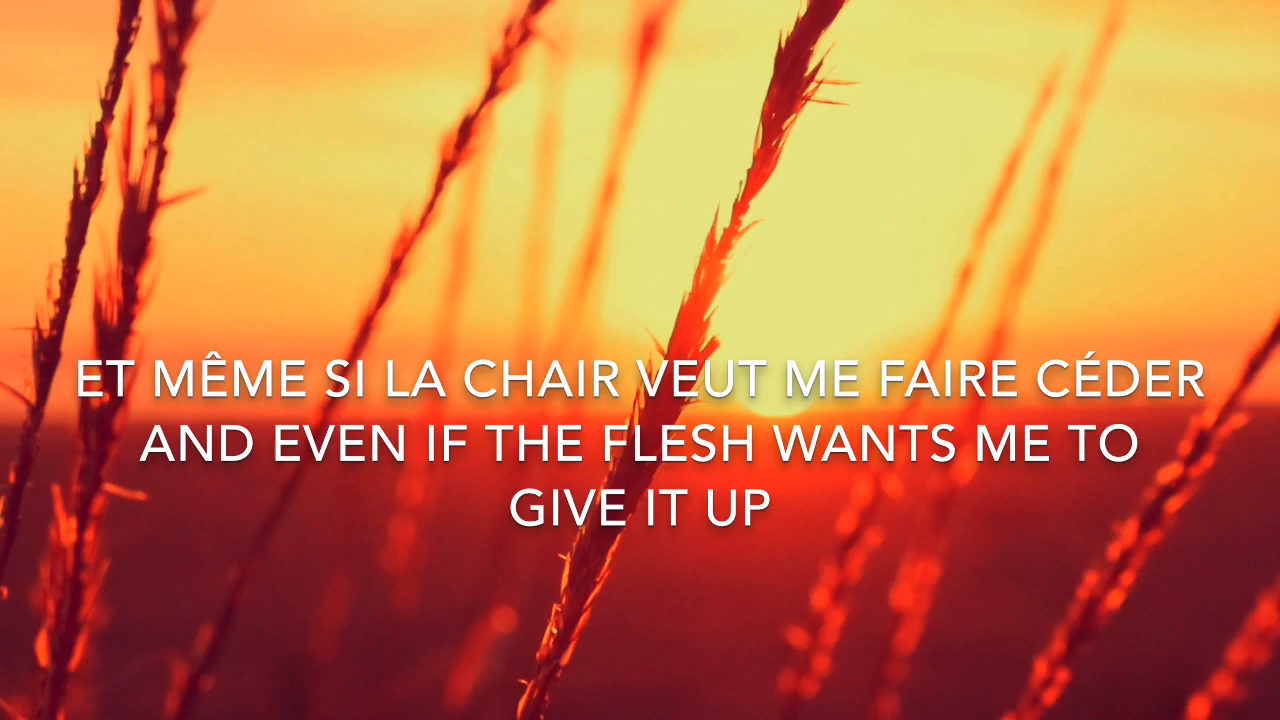 ET MÊME SI LA CHAIR VEUT ME FAIRE CÉDER
AND EVEN IF THE FLESH WANTS ME TO
GIVE IT UP